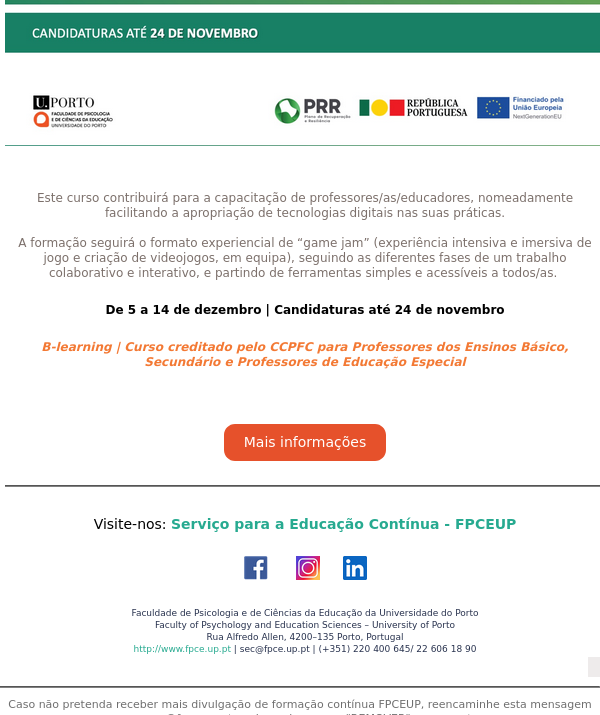 CANDIDATURAS ATÉ 24 DE NOVEMBRO
U. PORTO
FACULDADE DE PSICOLOGIA
E DE CIÊNCIAS DA EDUCAÇÃO
UNIVERSIDADE DO PORTO
PRR
Plano de Recuperação
e Resiliência
REPÚBLICA
PORTUGUESA
Financiado pela
União Europeia
NextGenerationEU
Este curso contribuirá para a capacitação de professores/as/educadores, nomeadamente
facilitando a apropriação de tecnologias digitais nas suas práticas.
A formação seguirá o formato experiencial de “game jam” (experiência intensiva e imersiva de
jogo e criação de videojogos, em equipa), seguindo as diferentes fases de um trabalho
colaborativo e interativo, e partindo de ferramentas simples e acessíveis a todos/as.
De 5 a 14 de dezembro | Candidaturas até 24 de novembro
B-learning | Curso creditado pelo CCPFC para Professores dos Ensinos Básico,
Secundário e Professores de Educação Especial
Mais informações
Visite-nos: Serviço para a Educação Contínua - FPCEUP
Faculdade de Psicologia e de Ciências da Educação da Universidade do Porto
Faculty of Psychology and Education Sciences – University of Porto
Rua Alfredo Allen, 4200–135 Porto, Portugal
http://www.fpce.up.pt | sec@fpce.up.pt | (+351) 220 400 645/ 22 606 18 90
Caso não pretenda receber mais divulgação de formação contínua FPCEUP, reencaminhe esta mensagem